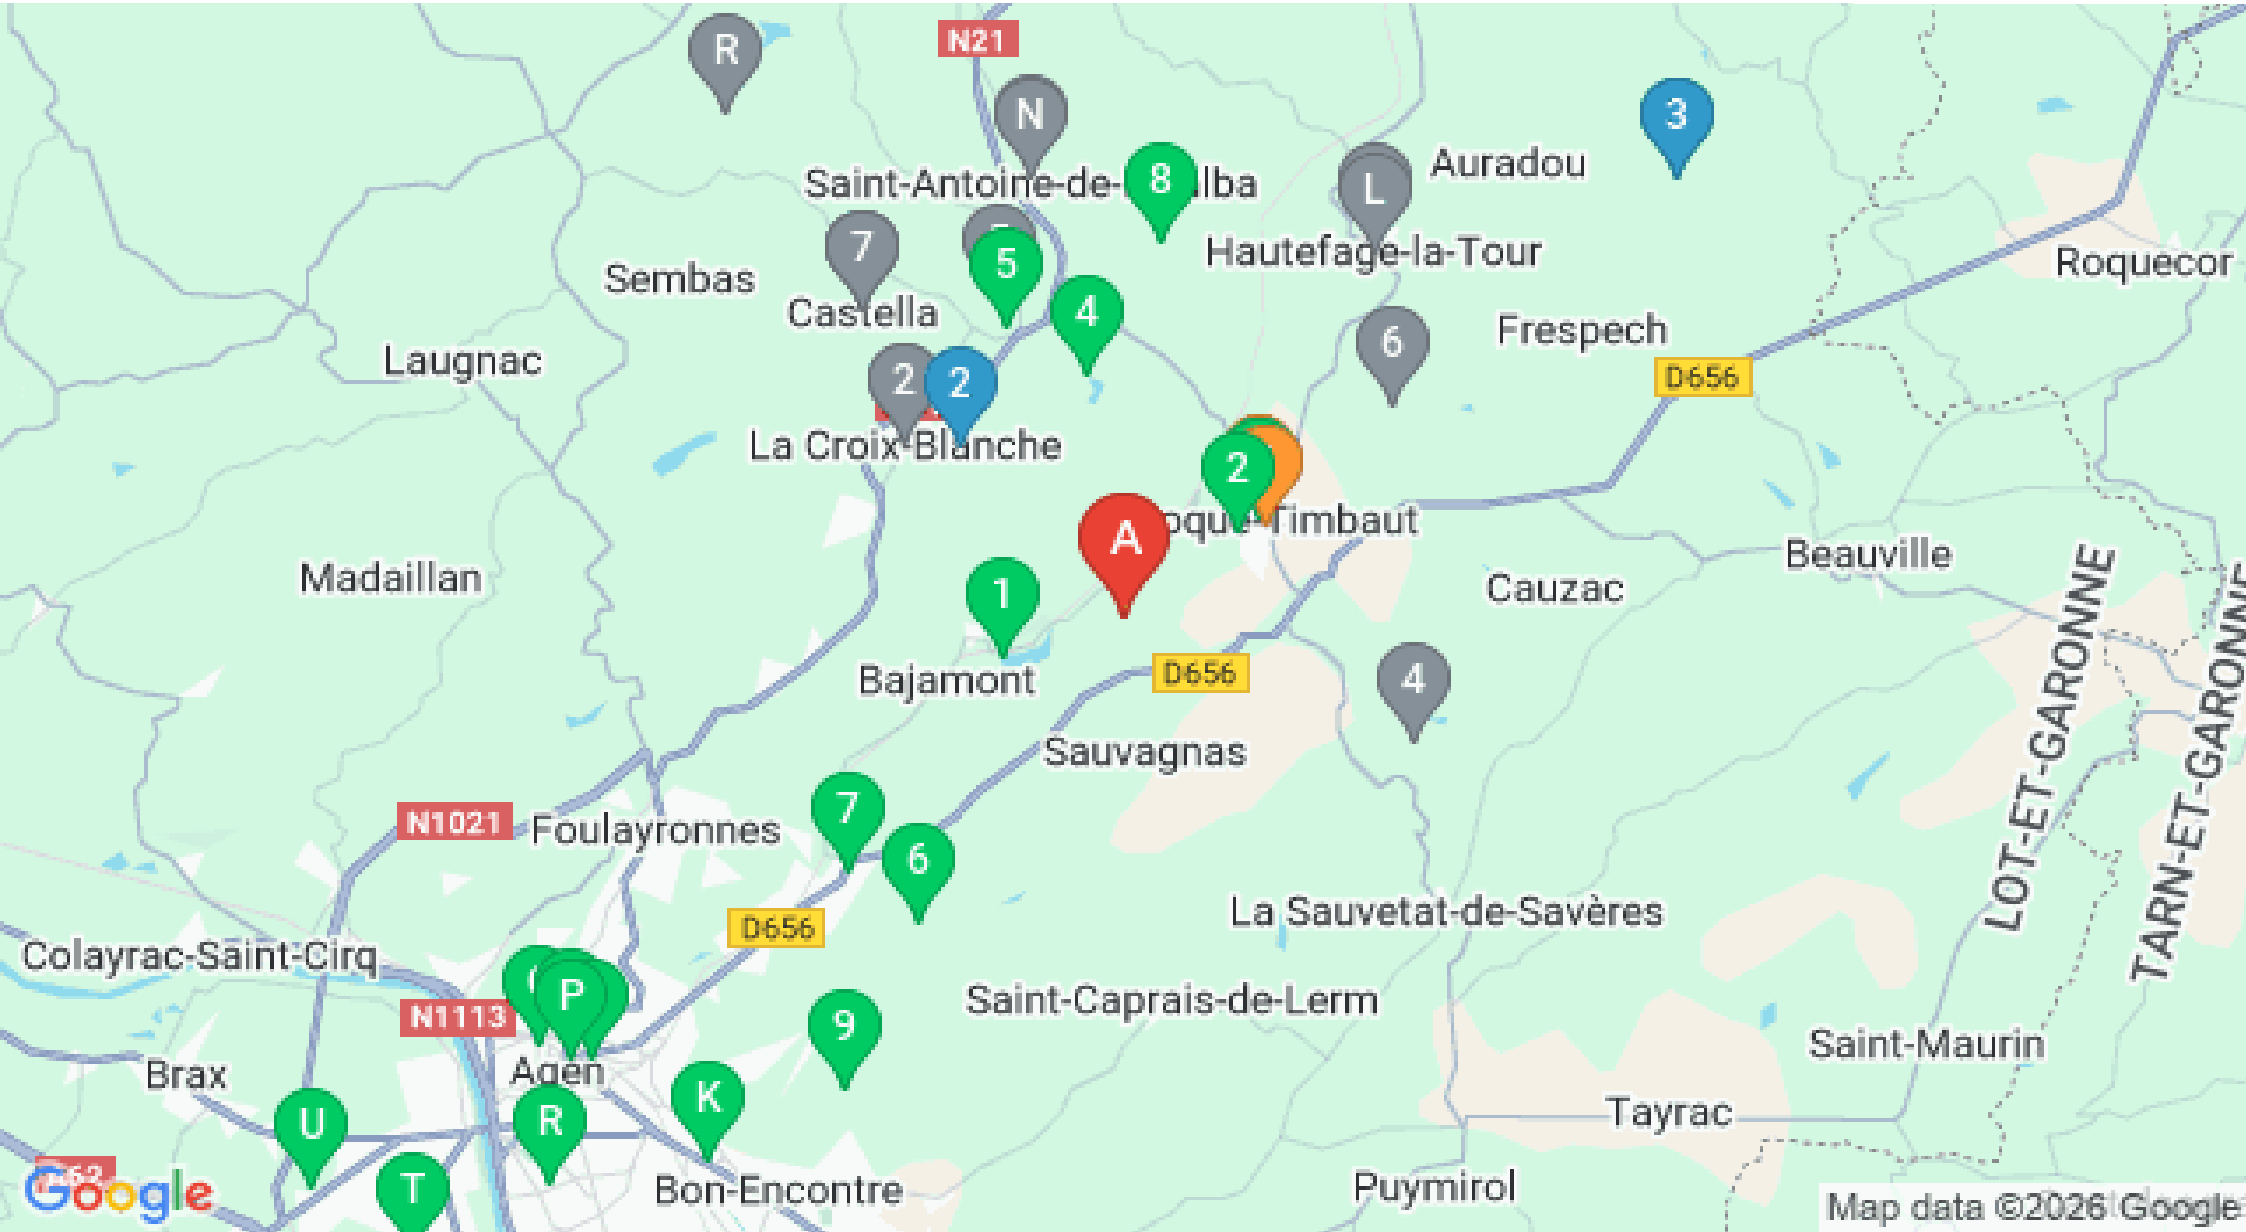 R
N21
N
3
Saint-Antoine-de-
8
lba
L
Auradou
7
5
Hautefage-la-Tour
Roquecor
Sembas
Castella
4
6
Frespech
Laugnac
2
2
D656
La Croix-Blanche
2
A
oque-Timbaut
Madaillan
1
Beauville
Cauzac
Bajamont
D656
4
Sauvagnas
LOT-ET-GARONNE
TARN-ET-GARONNE
N1021
Foulayronnes
7
6
La Sauvetat-de-Savères
D656
Colayrac-Saint-Cirq
P
N1113
9
Saint-Caprais-de-Lerm
Saint-Maurin
Brax
Agen
K
U
R
Tayrac
T
Bon-Encontre
Puymirol
Google
Map data ©2026 Google